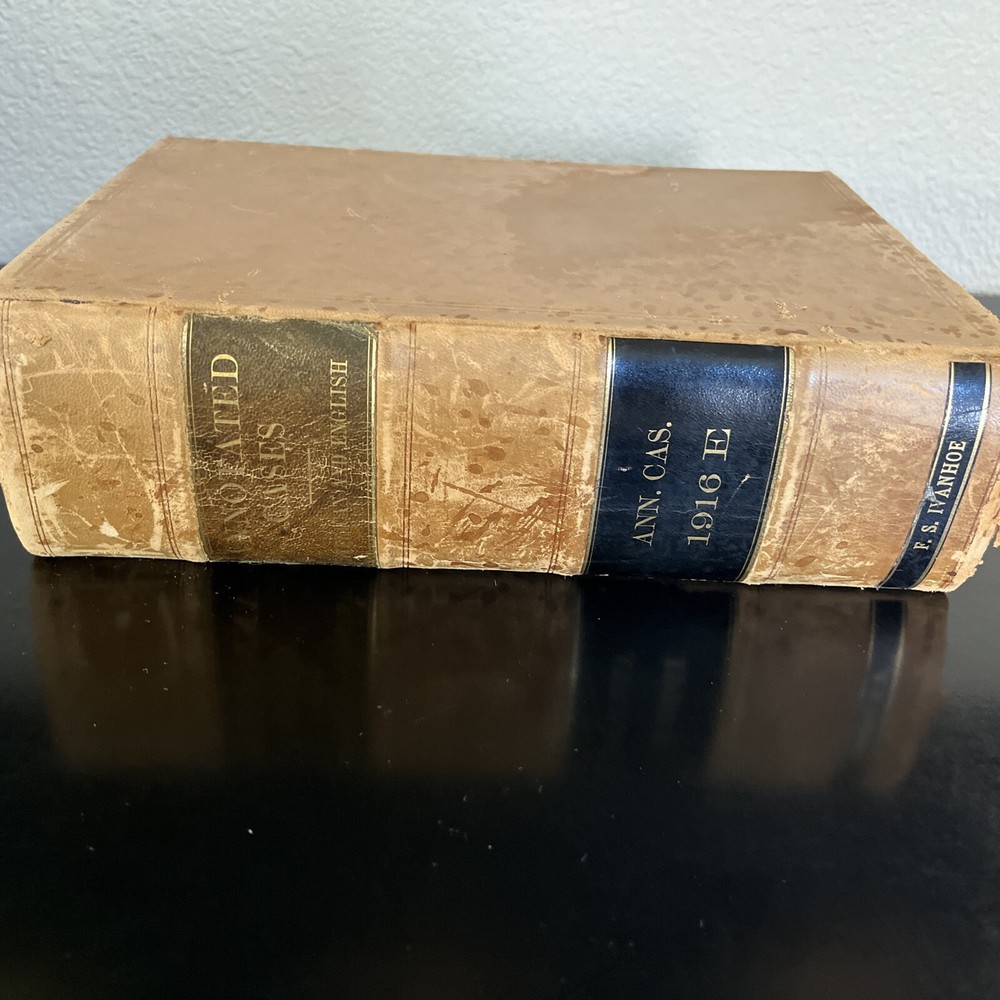 CASES
ENGLISH
ANN. CAS.
1916 E
F. S. IVANHOE